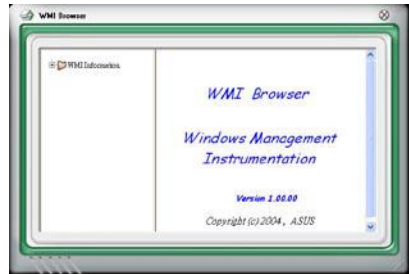 WMI Browser
WMI Information
WMI Browser
Windows Management
Instrumentation
Version 1.00.00
Copyright (c) 2004, ASUS